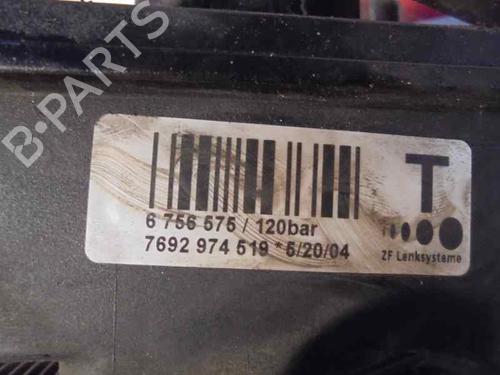 B-PARTS
T
6 756 575 / 120bar
7692 974 519 * 5/20/04
ZF Lenksysteme